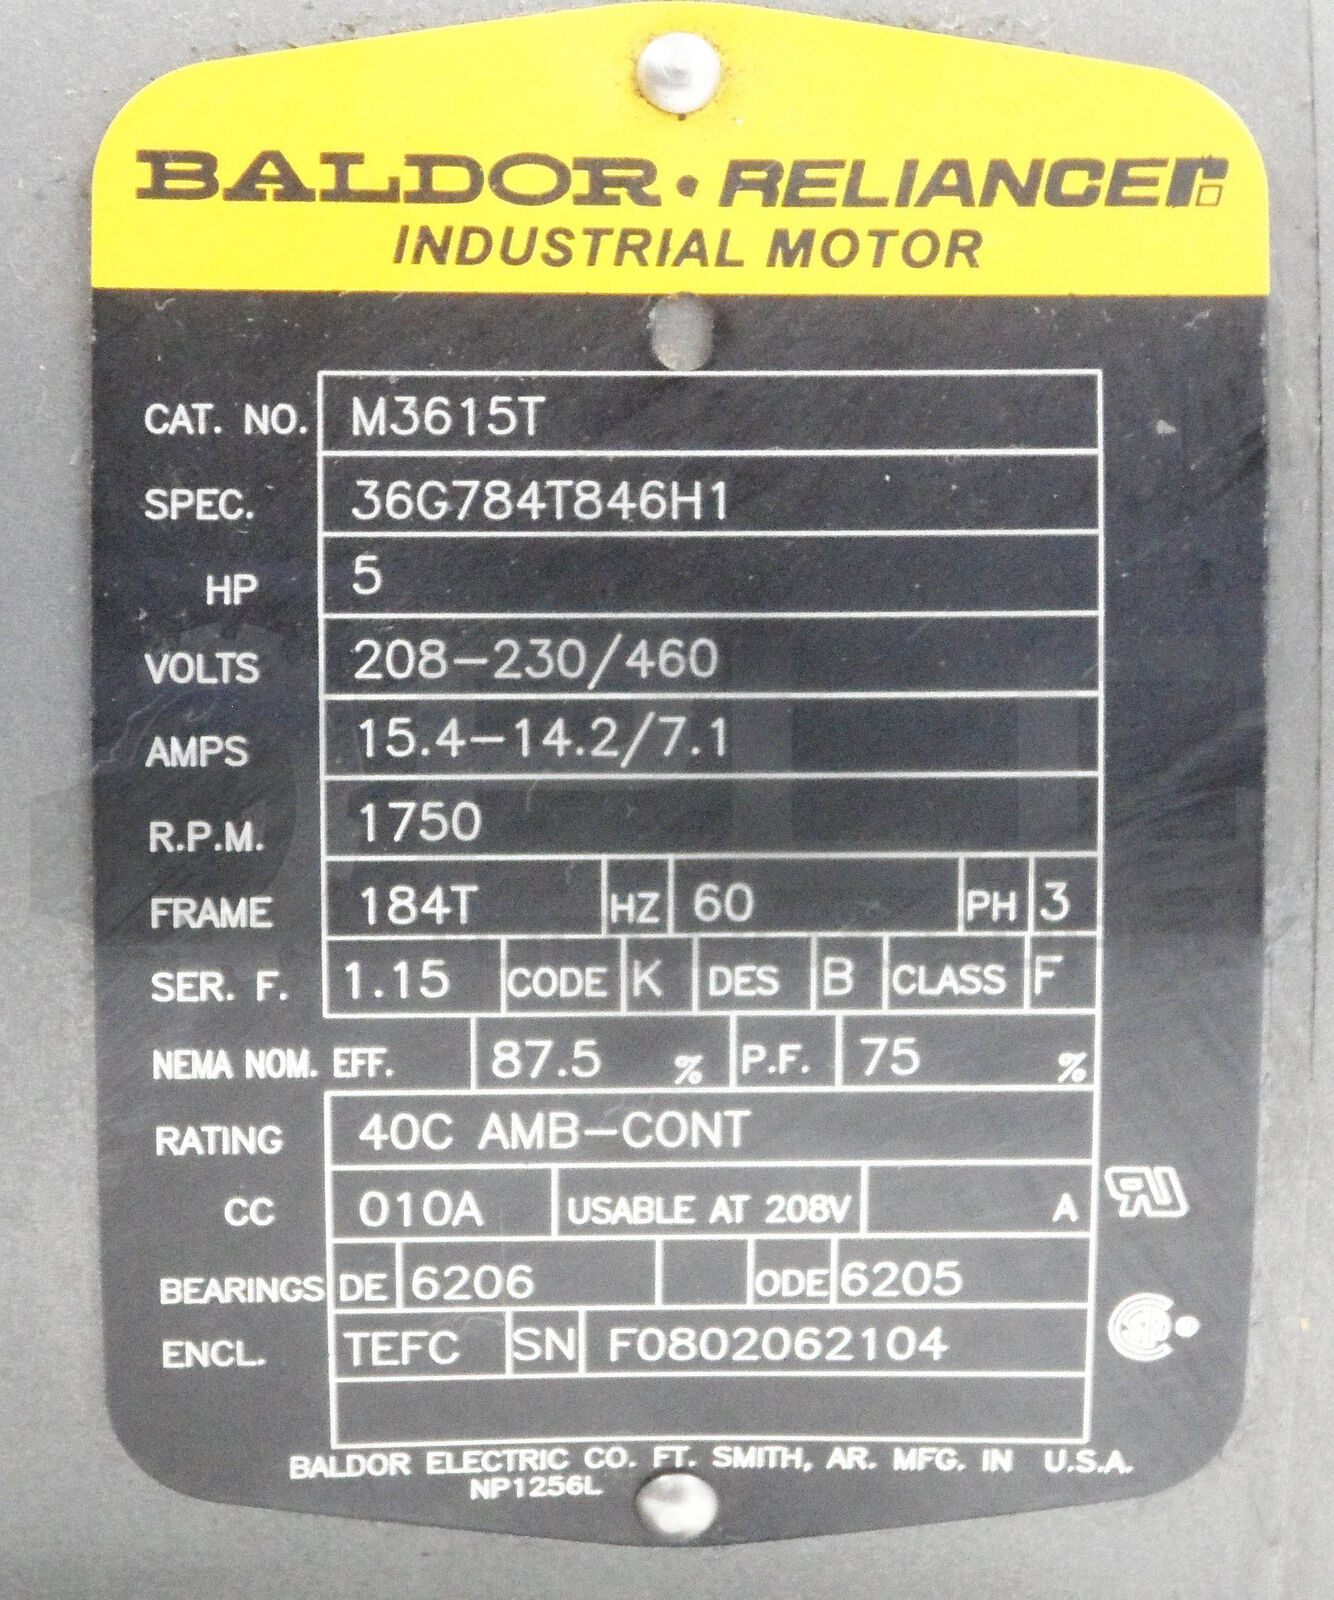 BALDOR • RELIANCER
INDUSTRIAL MOTOR
CAT. NO. M3615T
SPEC. 36G784T846H1
HP 5
VOLTS 208-230/460
AMPS 15.4-14.2/7.1
R.P.M. 1750
FRAME 184T HZ 60 PH 3
SER. F. 1.15 CODE K DES B CLASS F
NEMA NOM. EFF. 87.5 % P.F. 75 %
RATING 40C AMB-CONT
CC 010A USABLE AT 208V A
BEARINGS DE 6206 ODE 6205
ENCL. TEFC SN F0802062104
BALDOR ELECTRIC CO. FT. SMITH, AR. MFG. IN U.S.A.
NP1256L